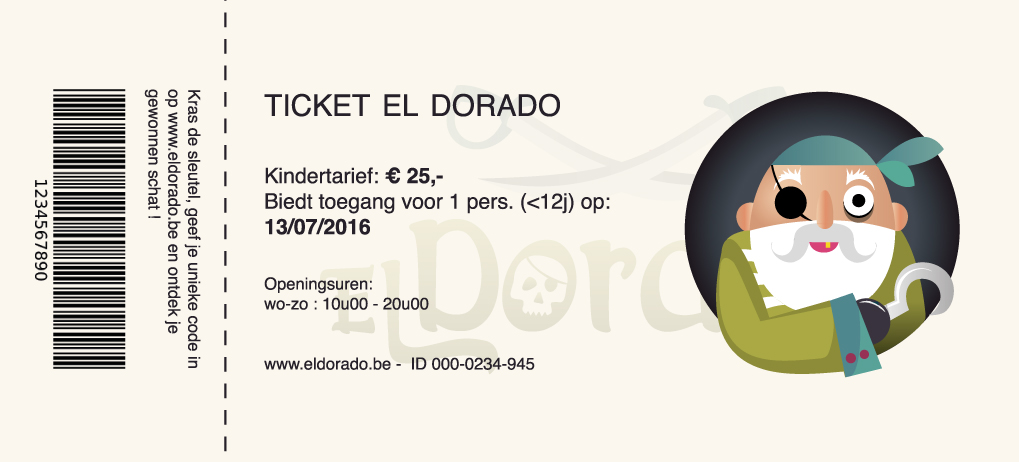 1234567890
Kras de sleutel, geef je unieke code in
op www.eldorado.be en ontdek je
gewonnen schat !
TICKET EL DORADO
Kindertarief: € 25,-
Biedt toegang voor 1 pers. (<12j) op:
13/07/2016
Openingsuren:
wo-zo : 10u00 - 20u00
www.eldorado.be - ID 000-0234-945
El Dora